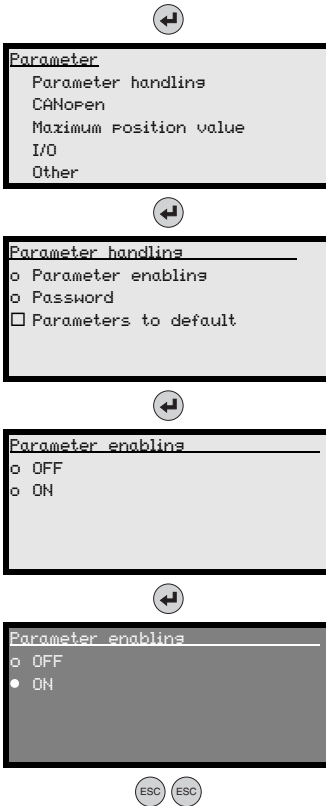 Parameter
Parameter handling
CANopen
Maximum position value
I/O
Other
Parameter handling
o Parameter enabling
o Password
☐ Parameters to default
Parameter enabling
o OFF
o ON
Parameter enabling
o OFF
● ON
ESC ESC